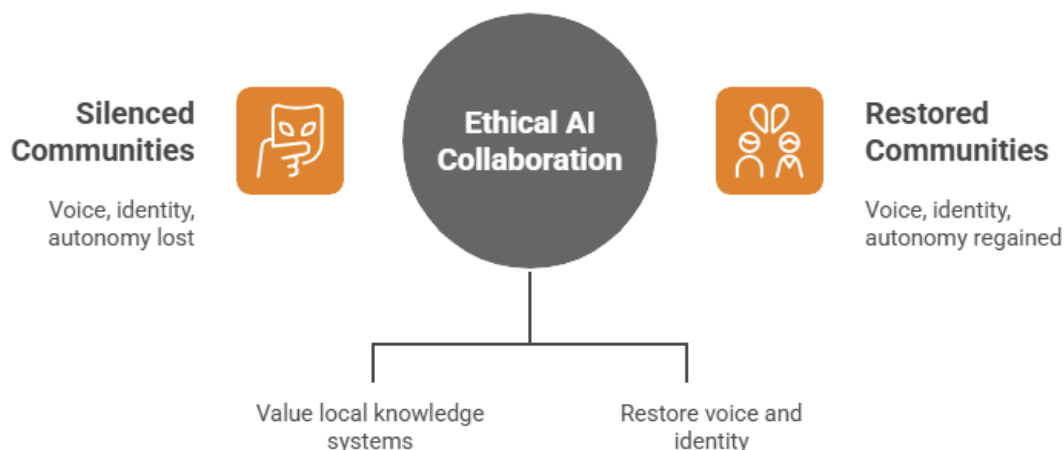 Silenced
Communities
Voice, identity,
autonomy lost
Ethical AI
Collaboration
Restored
Communities
Voice, identity,
autonomy regained
Value local knowledge
systems
Restore voice and
identity